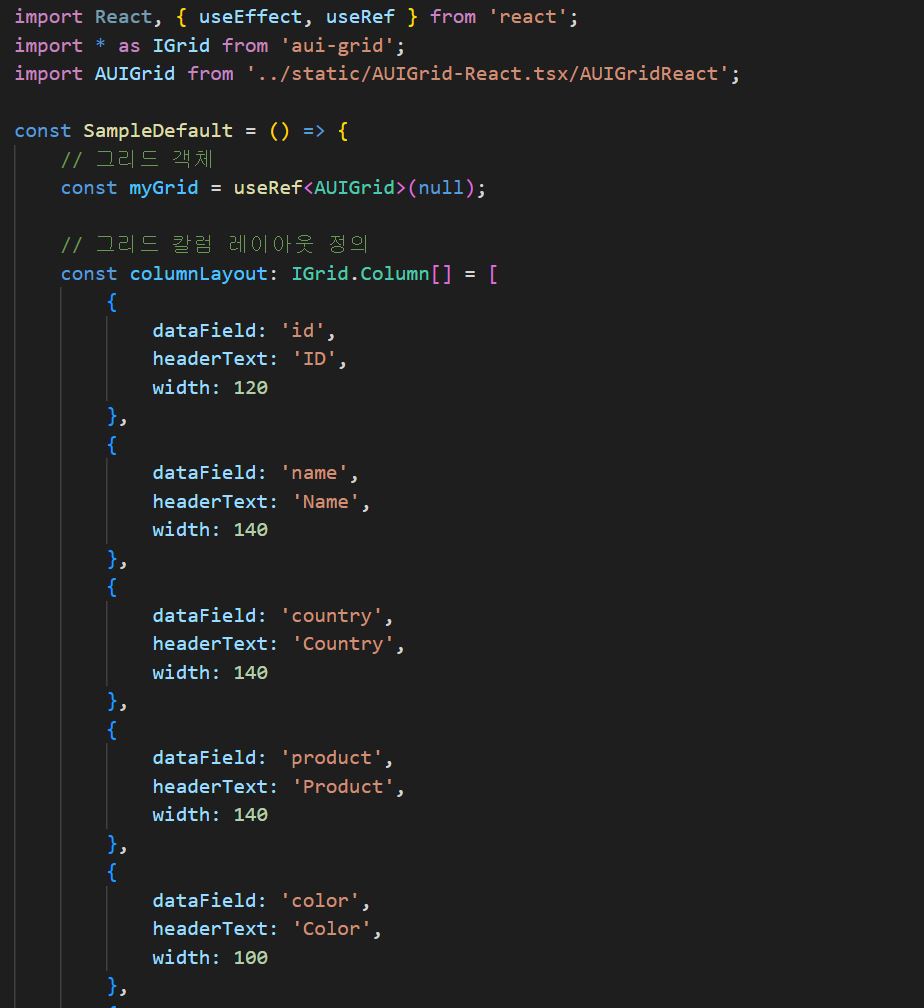 import React, { useEffect, useRef } from 'react';
import * as IGrid from 'aui-grid';
import AUIGrid from '../static/AUIGrid-React.tsx/AUIGridReact';

const SampleDefault = () => {
    // 그리드 객체
    const myGrid = useRef<AUIGrid>(null);

    // 그리드 칼럼 레이아웃 정의
    const columnLayout: IGrid.Column[] = [
        {
            dataField: 'id',
            headerText: 'ID',
            width: 120
        },
        {
            dataField: 'name',
            headerText: 'Name',
            width: 140
        },
        {
            dataField: 'country',
            headerText: 'Country',
            width: 140
        },
        {
            dataField: 'product',
            headerText: 'Product',
            width: 140
        },
        {
            dataField: 'color',
            headerText: 'Color',
            width: 100
        },